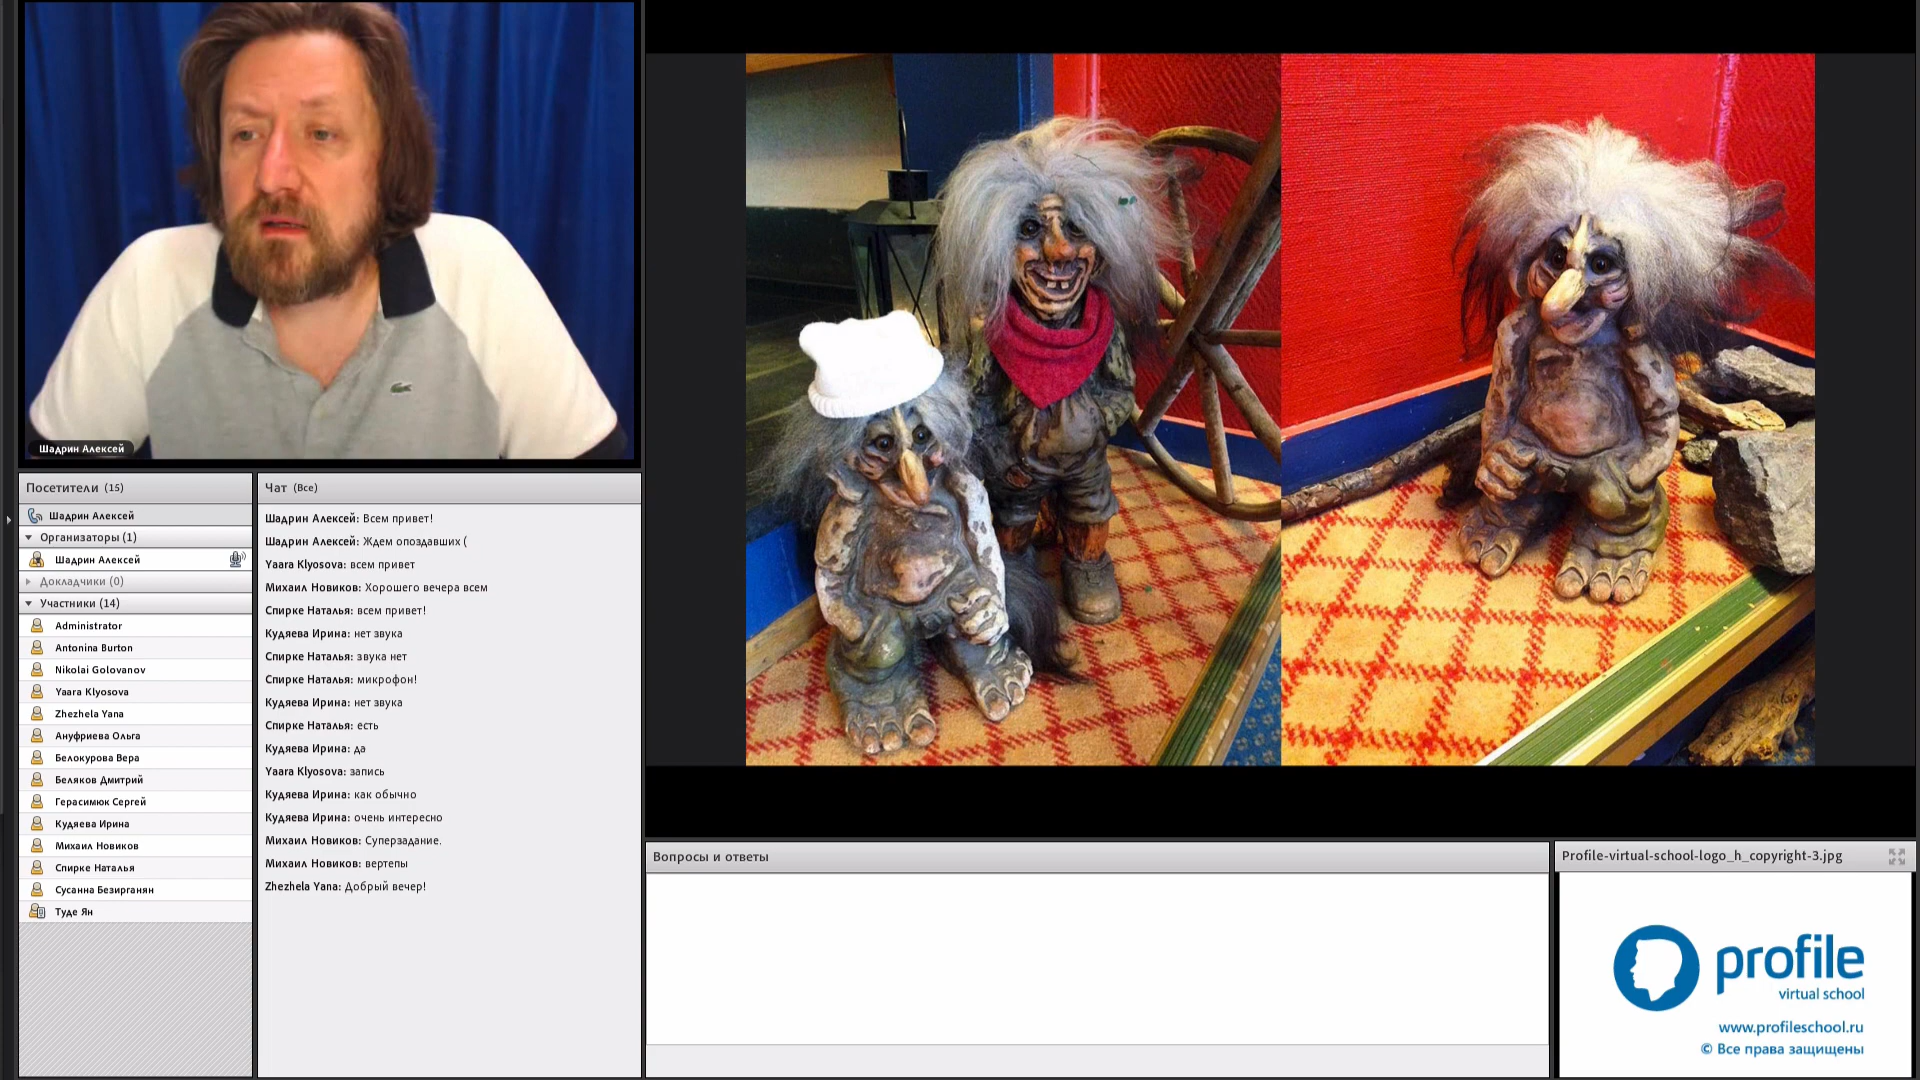 Шадрин Алексей
Посетители (15)
Шадрин Алексей
Организаторы (1)
Шадрин Алексей
Докладчики (0)
Участники (14)
Administrator
Antonina Burton
Nikolai Golovanov
Yaara Klyosova
Zhezhela Yana
Ануфриева Ольга
Белокурова Вера
Беляков Дмитрий
Герасимюк Сергей
Кудяева Ирина
Михаил Новиков
Спирке Наталья
Сусанна Безирганян
Туде Ян
Чат (Все)
Шадрин Алексей: Всем привет!
Шадрин Алексей: Ждем опоздавших (
Yaara Klyosova: всем привет
Михаил Новиков: Хорошего вечера всем
Спирке Наталья: всем привет!
Кудяева Ирина: нет звука
Спирке Наталья: звука нет
Спирке Наталья: микрофон!
Кудяева Ирина: нет звука
Спирке Наталья: есть
Кудяева Ирина: да
Yaara Klyosova: запись
Кудяева Ирина: как обычно
Кудяева Ирина: очень интересно
Михаил Новиков: Суперзадание.
Михаил Новиков: вертепы
Zhezhela Yana: Добрый вечер!
Вопросы и ответы
Profile-virtual-school-logo_h_copyright-3.jpg
profile
virtual school
www.profileschool.ru
© Все права защищены